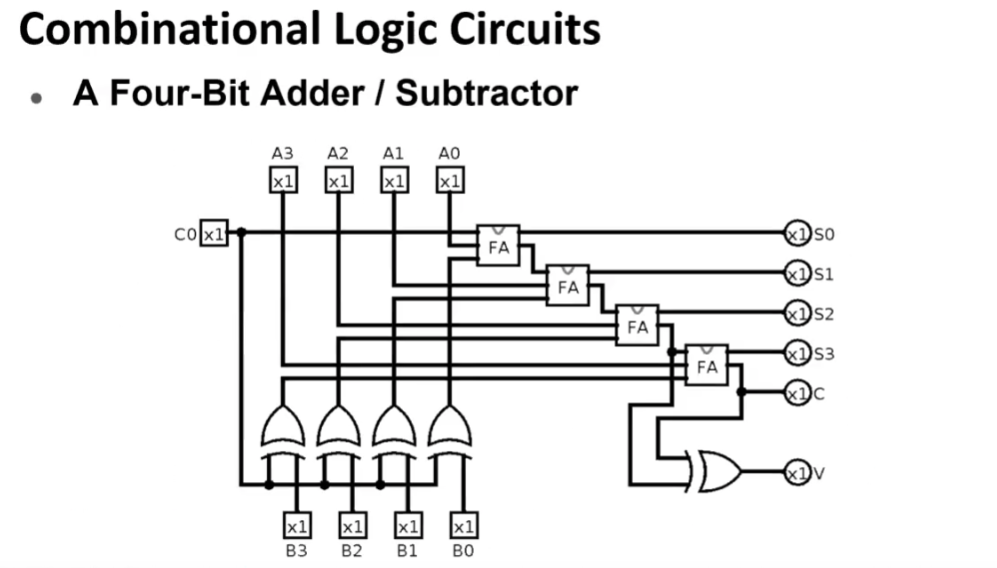 Combinational Logic Circuits
• A Four-Bit Adder / Subtractor
A3 A2 A1 A0
x1 x1 x1 x1
C0 x1 x1 S0
FA
x1 S1
FA
x1 S2
FA
x1 S3
FA
x1 C
x1 V
x1 x1 x1 x1
B3 B2 B1 B0